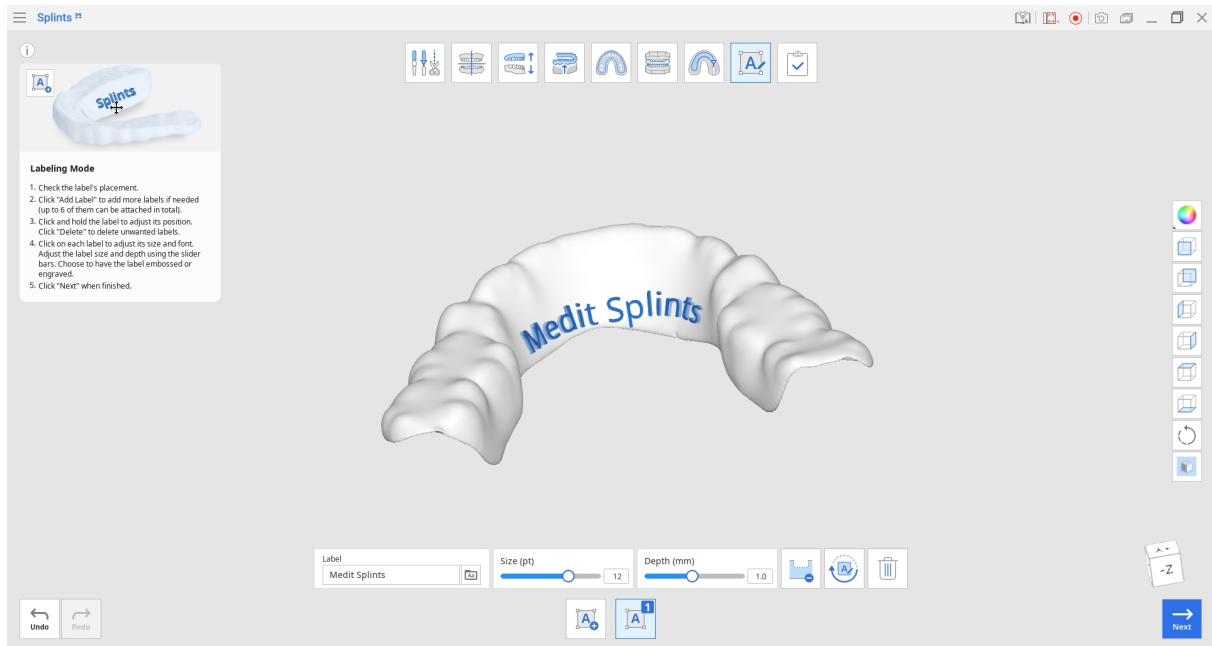 Splints
Splints
Labeling Mode
1. Check the label's placement.
2. Click "Add Label" to add more labels if needed
(up to 6 of them can be attached in total).
3. Click and hold the label to adjust its position.
Click "Delete" to delete unwanted labels.
4. Click on each label to adjust its size and font.
Adjust the label size and depth using the slider
bars. Choose to have the label embossed or
engraved.
5. Click "Next" when finished.
Medit Splints
Label
Medit Splints
Aa
Size (pt)
12
Depth (mm)
1.0
A
-Z
Undo
Redo
A
A
1
Next